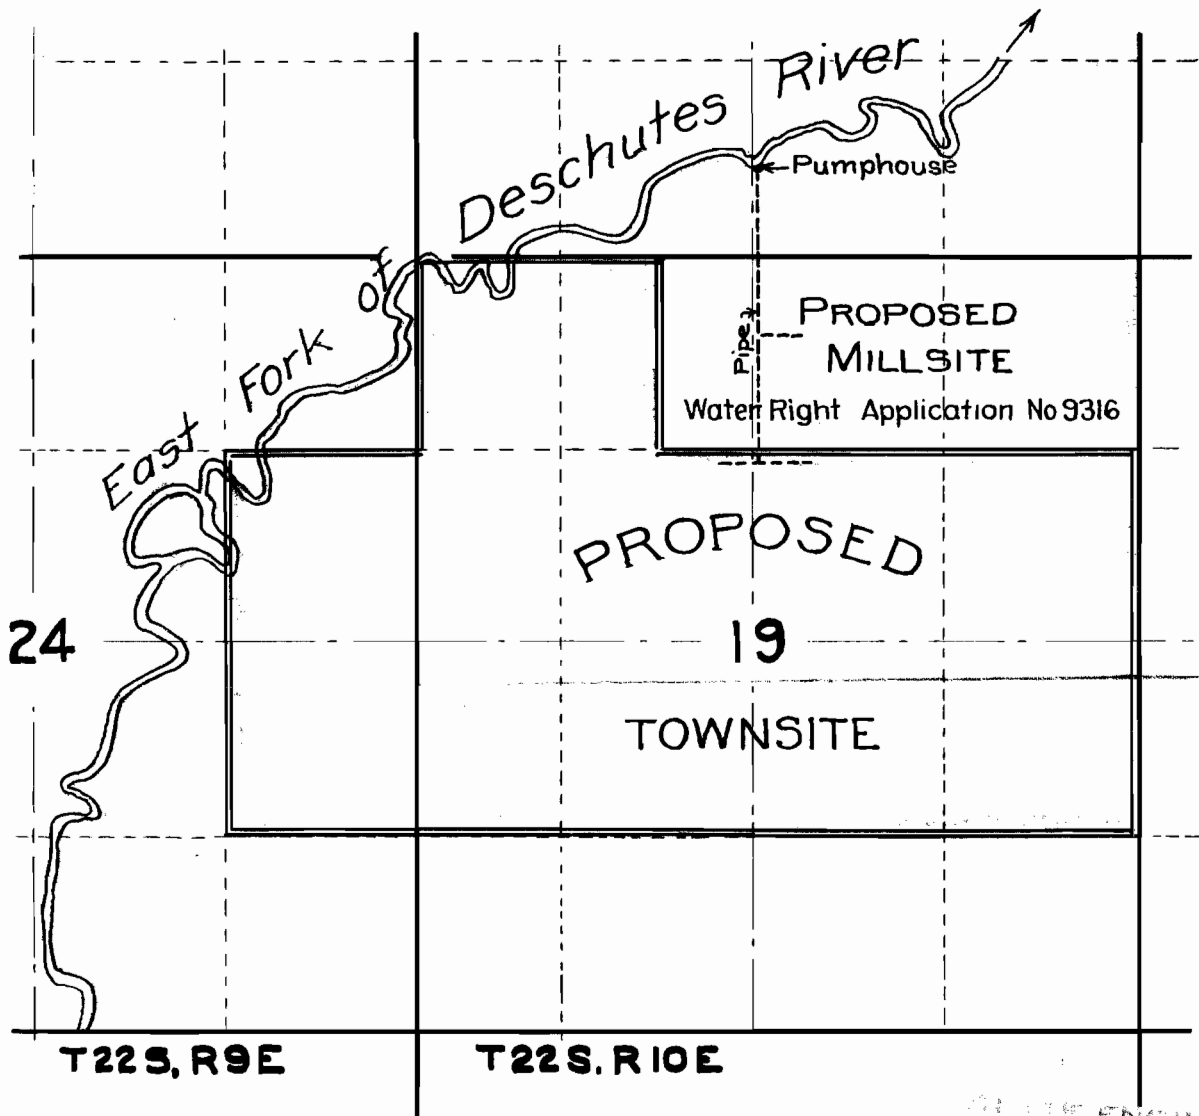 East Fork of Deschutes River
Pumphouse
Pipe
PROPOSED
MILLSITE
Water Right Application No 9316
PROPOSED
24
19
TOWNSITE
T22S, R9E
T22S. R10E